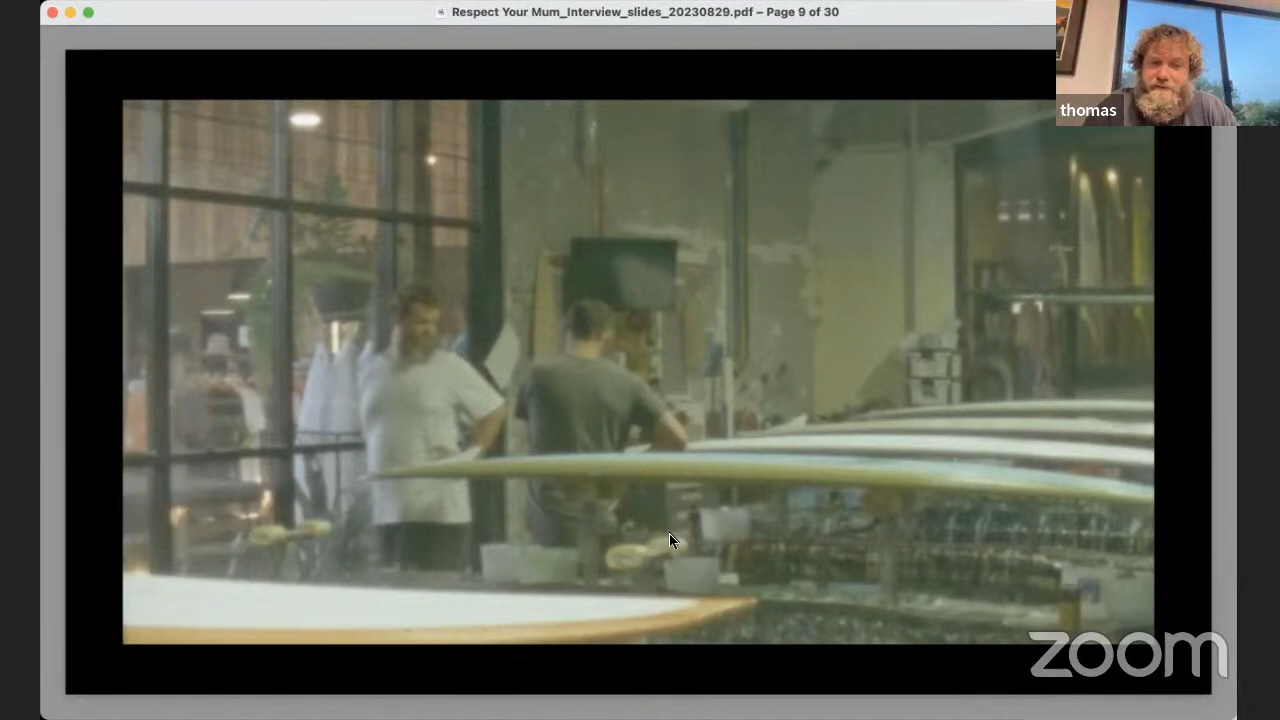 Respect Your Mum_Interview_slides_20230829.pdf – Page 9 of 30
thomas
zoom